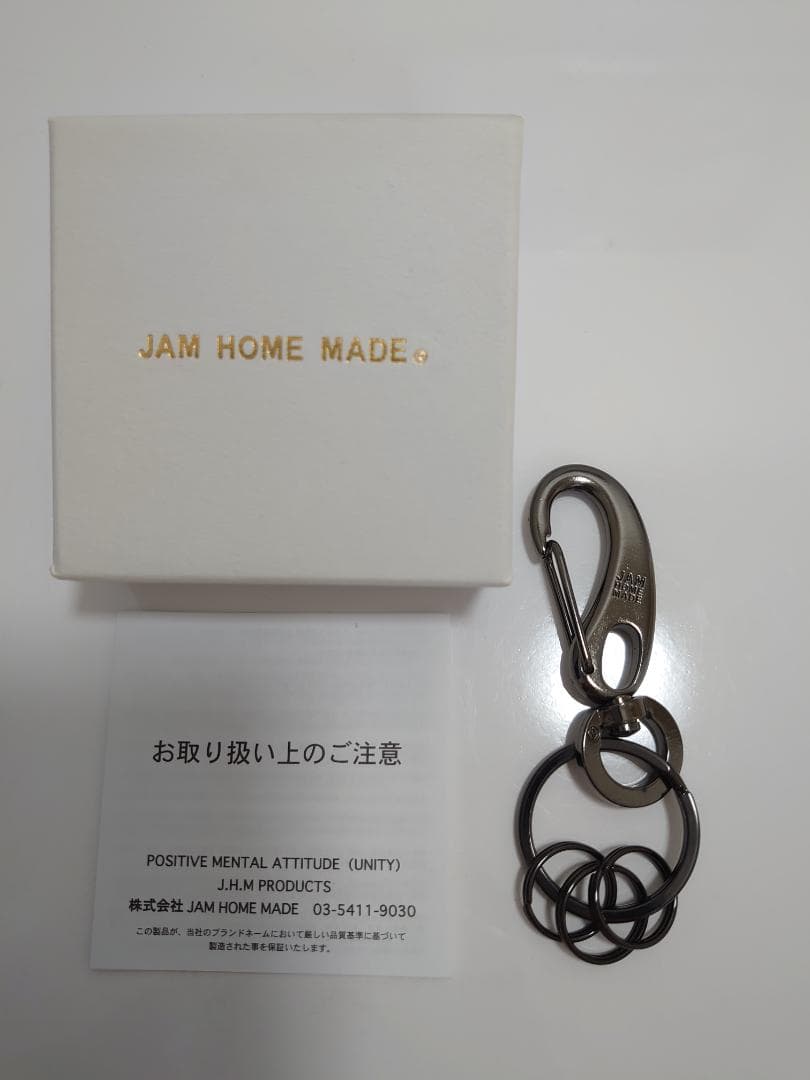 JAM HOME MADE®
JAM
HOME
MADE
お取り扱い上のご注意
POSITIVE MENTAL ATTITUDE（UNITY）
J.H.M PRODUCTS
株式会社 JAM HOME MADE 03-5411-9030
この製品が、当社のブランドネームにおいて厳しい品質基準に基づいて
製造された事を保証いたします。